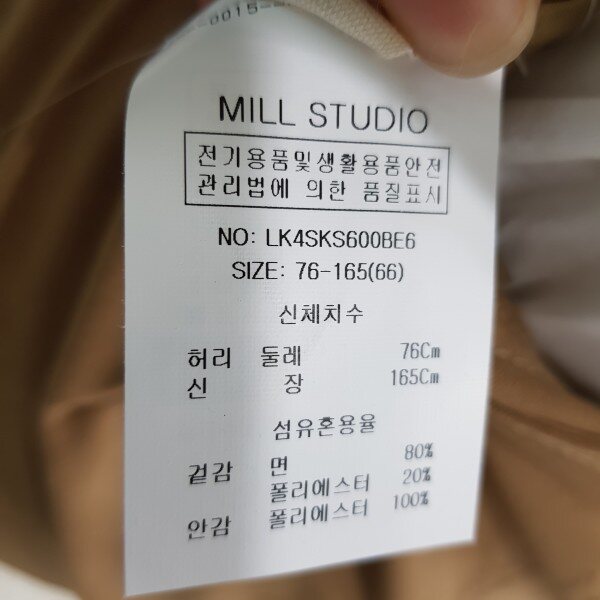 -0015-
MILL STUDIO
전기용품및생활용품안전
관리법에 의한 품질표시
NO: LK4SKS600BE6
SIZE: 76-165(66)
신체치수
허리 둘레 76Cm
신 장 165Cm
섬유혼용율
겉감 면 80%
폴리에스터 20%
안감 폴리에스터 100%